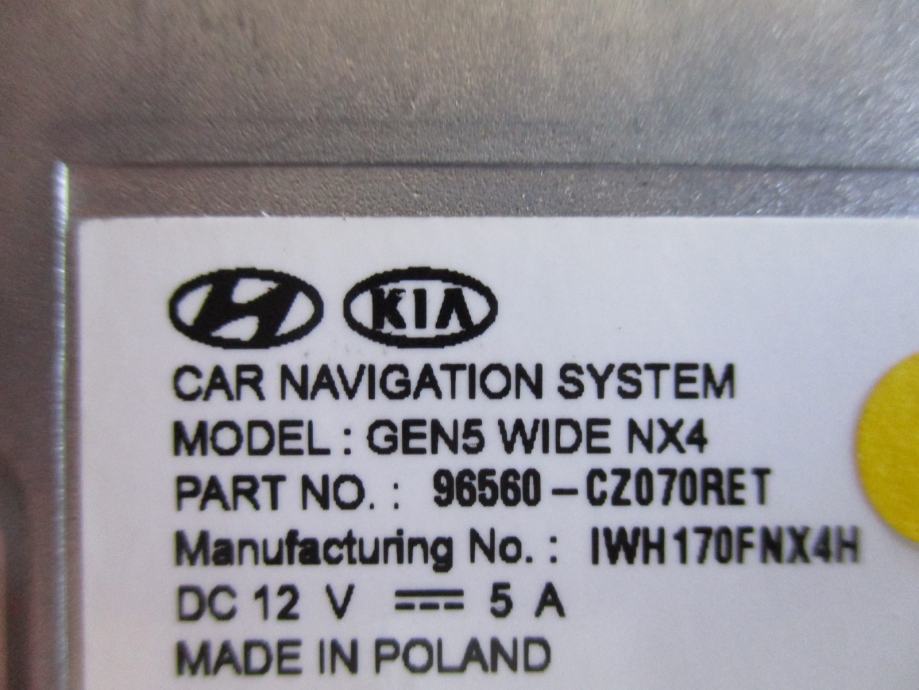 KIA
CAR NAVIGATION SYSTEM
MODEL : GEN5 WIDE NX4
PART NO. : 96560-CZ070RET
Manufacturing No. : IWH170FNX4H
DC 12 V ⎓ 5 A
MADE IN POLAND